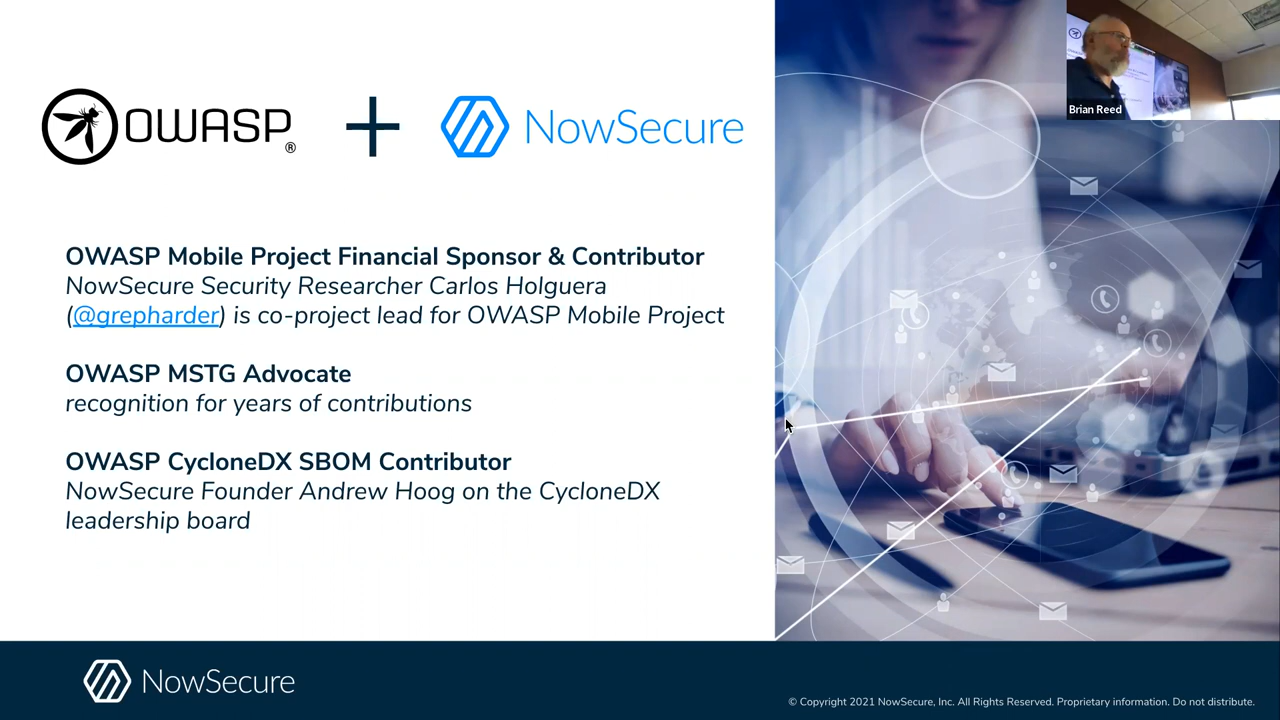 OWASP ®
+
NowSecure
Brian Reed
OWASP Mobile Project Financial Sponsor & Contributor
NowSecure Security Researcher Carlos Holguera
(@grepharder) is co-project lead for OWASP Mobile Project
OWASP MSTG Advocate
recognition for years of contributions
OWASP CycloneDX SBOM Contributor
NowSecure Founder Andrew Hoog on the CycloneDX
leadership board
NowSecure
© Copyright 2021 NowSecure, Inc. All Rights Reserved. Proprietary information. Do not distribute.